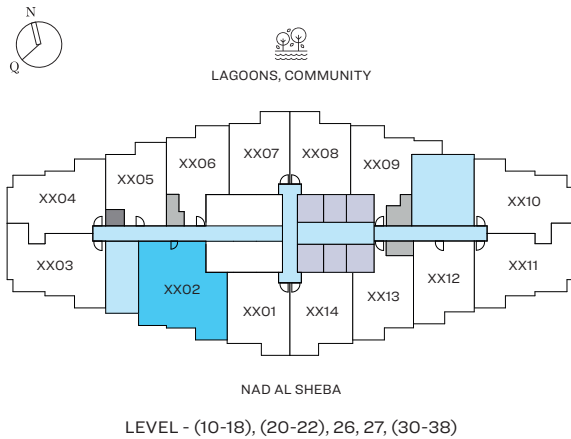 N
Q
LAGOONS, COMMUNITY
XX07 XX08
XX06 XX09
XX05
XX04 XX10
XX03 XX11
XX12
XX02 XX13
XX01 XX14
NAD AL SHEBA
LEVEL - (10-18), (20-22), 26, 27, (30-38)